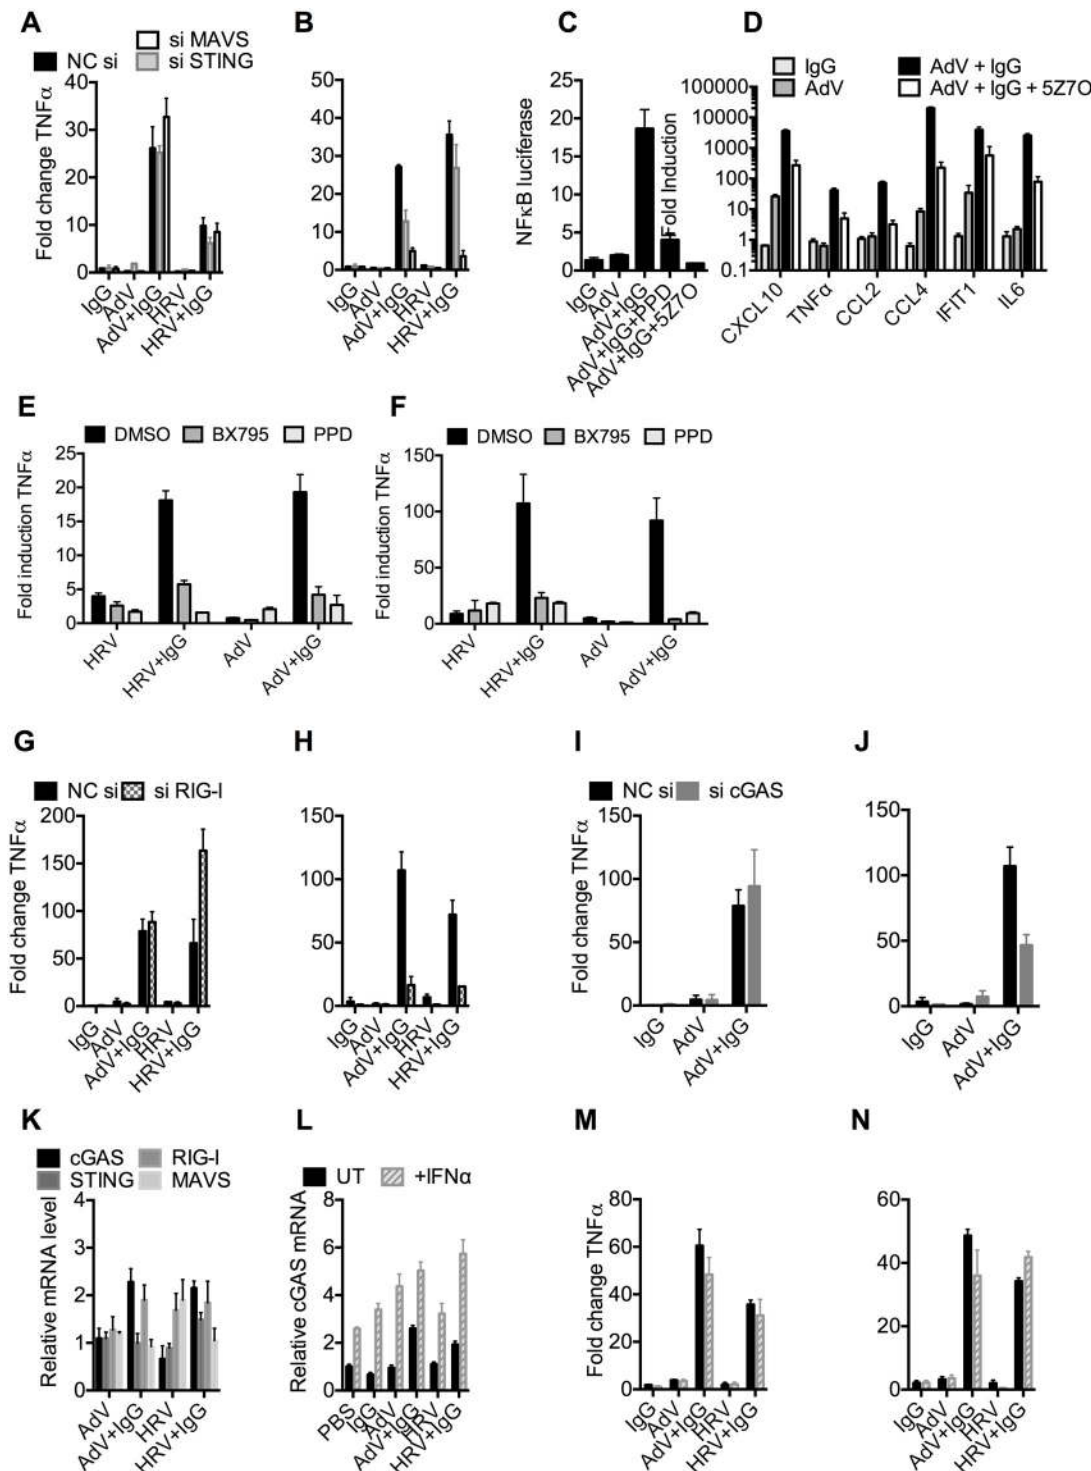 A
si MAVS
NC si
si STING
Fold change TNFα
40
30
20
10
0
IgG
AdV
AdV+IgG
HRV
HRV+IgG
B
50
40
30
20
10
0
IgG
AdV
AdV+IgG
HRV
HRV+IgG
C
NFκB luciferase
25
20
15
10
5
0
IgG
AdV
AdV+IgG
AdV+IgG+PPD
AdV+IgG+5Z7O
D
IgG
AdV + IgG
AdV
AdV + IgG + 5Z7O
Fold Induction
100000
10000
1000
100
10
1
0.1
CXCL10
TNFα
CCL2
CCL4
IFIT1
IL6
E
DMSO
BX795
PPD
Fold induction TNFα
25
20
15
10
5
0
HRV
HRV+IgG
AdV
AdV+IgG
F
DMSO
BX795
PPD
Fold induction TNFα
150
100
50
0
HRV
HRV+IgG
AdV
AdV+IgG
G
NC si
si RIG-I
Fold change TNFα
200
150
100
50
0
IgG
AdV
AdV+IgG
HRV
HRV+IgG
H
150
100
50
0
IgG
AdV
AdV+IgG
HRV
HRV+IgG
I
NC si
si cGAS
Fold change TNFα
150
100
50
0
IgG
AdV
AdV+IgG
J
150
100
50
0
IgG
AdV
AdV+IgG
K
cGAS
RIG-I
STING
MAVS
Relative mRNA level
4
3
2
1
0
AdV
AdV+IgG
HRV
HRV+IgG
L
UT
+IFNα
Relative cGAS mRNA
8
6
4
2
0
PBS
IgG
AdV
AdV+IgG
HRV
HRV+IgG
M
Fold change TNFα
80
60
40
20
0
IgG
AdV
AdV+IgG
HRV
HRV+IgG
N
60
40
20
0
IgG
AdV
AdV+IgG
HRV
HRV+IgG